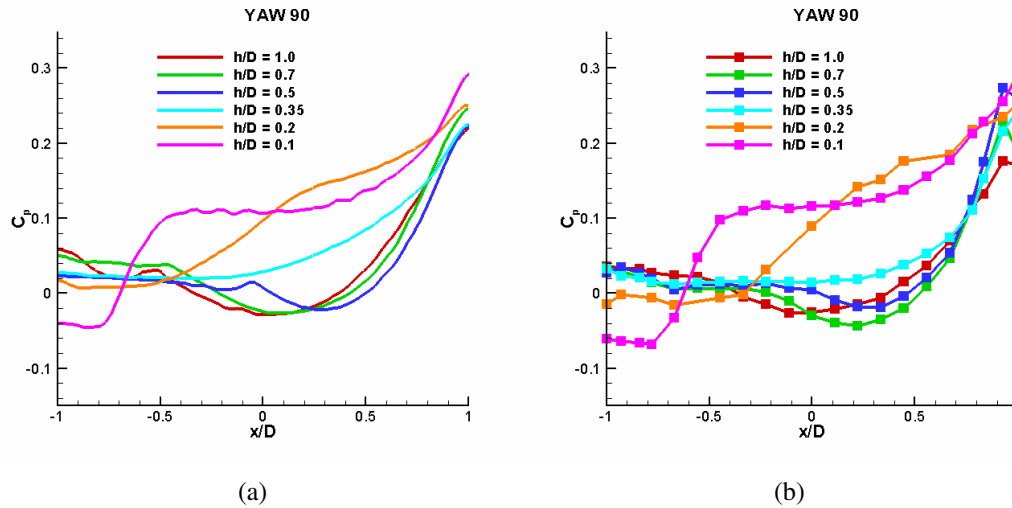 YAW 90
0.3
0.2
0.1
0
-0.1
Cp
-1
-0.5
0
0.5
1
x/D
h/D = 1.0
h/D = 0.7
h/D = 0.5
h/D = 0.35
h/D = 0.2
h/D = 0.1
(a)
YAW 90
0.3
0.2
0.1
0
-0.1
Cp
-1
-0.5
0
0.5
x/D
h/D = 1.0
h/D = 0.7
h/D = 0.5
h/D = 0.35
h/D = 0.2
h/D = 0.1
(b)